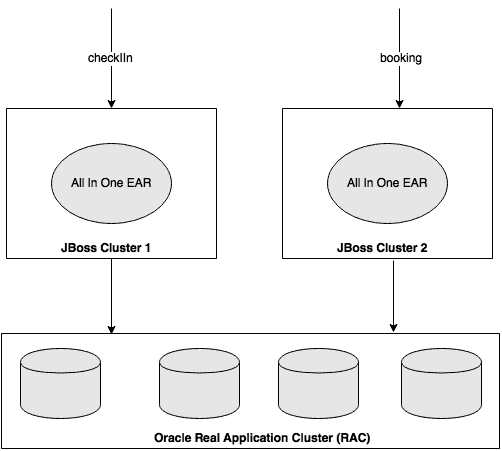 checkIIn
booking
All In One EAR
All In One EAR
JBoss Cluster 1
JBoss Cluster 2
Oracle Real Application Cluster (RAC)